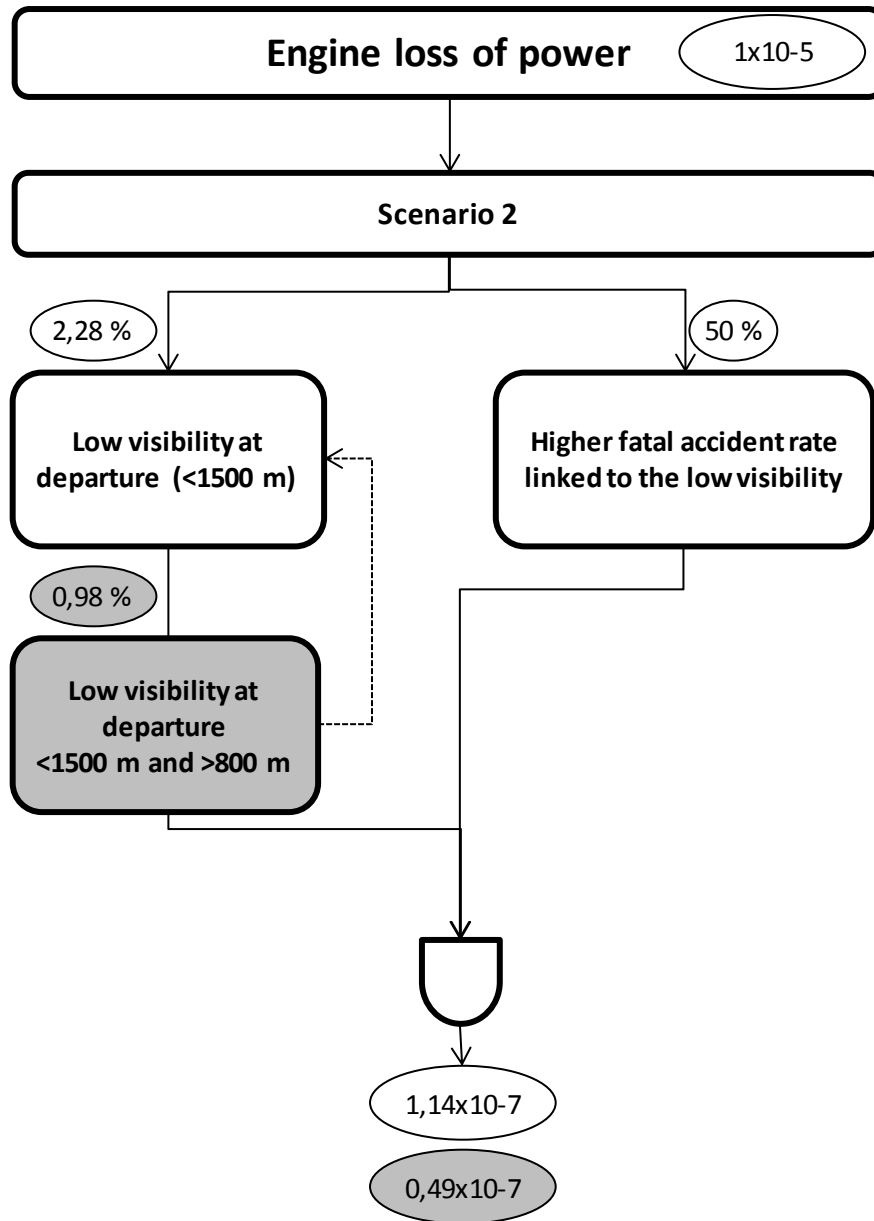 Engine loss of power
1x10-5
Scenario 2
2,28 %
50 %
Low visibility at
departure (<1500 m)
Higher fatal accident rate
linked to the low visibility
0,98 %
Low visibility at
departure
<1500 m and >800 m
1,14x10-7
0,49x10-7